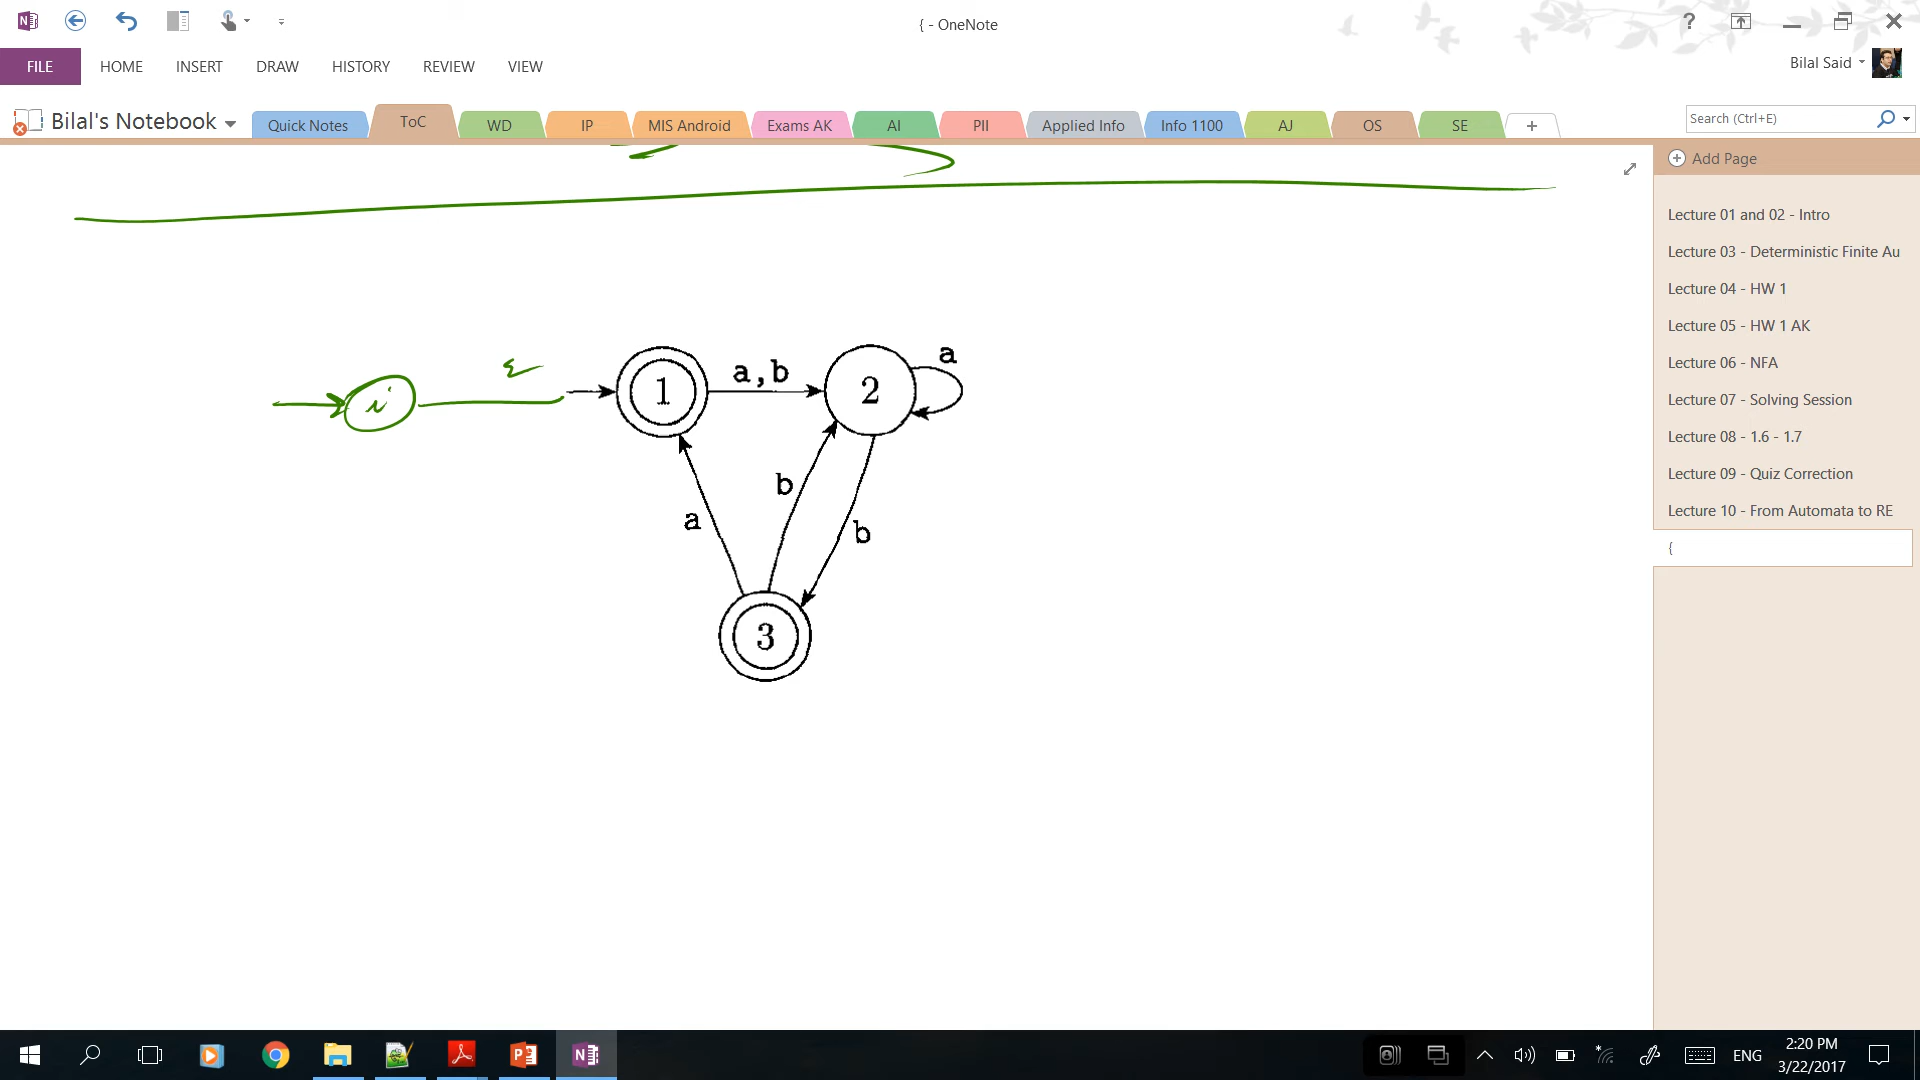 { - OneNote
?
FILE HOME INSERT DRAW HISTORY REVIEW VIEW
Bilal Said
Bilal's Notebook
Quick Notes ToC WD IP MIS Android Exams AK AI PII Applied Info Info 1100 AJ OS SE +
Search (Ctrl+E)
Add Page
Lecture 01 and 02 - Intro
Lecture 03 - Deterministic Finite Au
Lecture 04 - HW 1
Lecture 05 - HW 1 AK
Lecture 06 - NFA
Lecture 07 - Solving Session
Lecture 08 - 1.6 - 1.7
Lecture 09 - Quiz Correction
Lecture 10 - From Automata to RE
{
ε
i
1
a,b
2
a
b
a
b
3
ENG
2:20 PM
3/22/2017